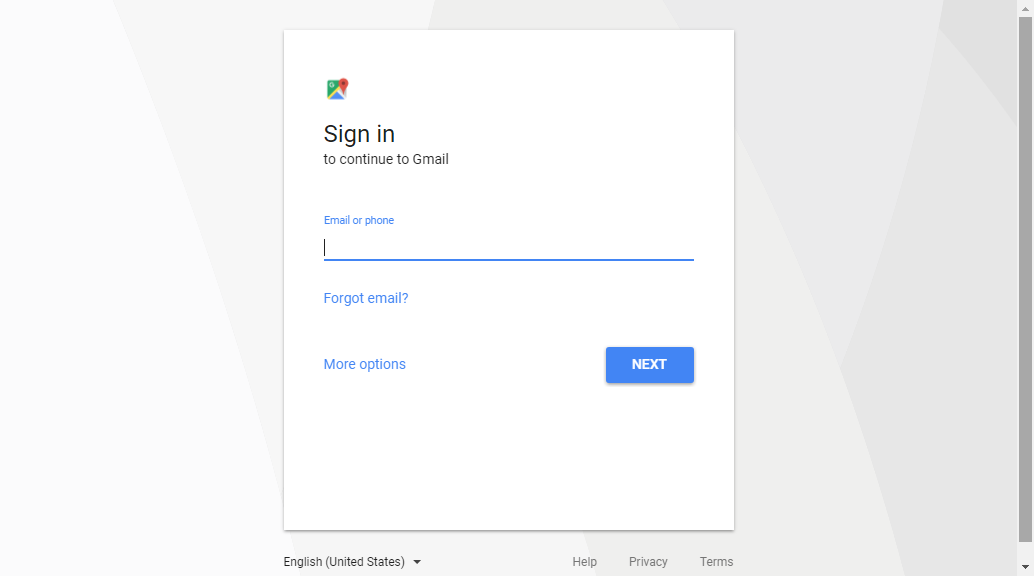 Sign in
to continue to Gmail
Email or phone
Forgot email?
More options
NEXT
English (United States)
Help
Privacy
Terms